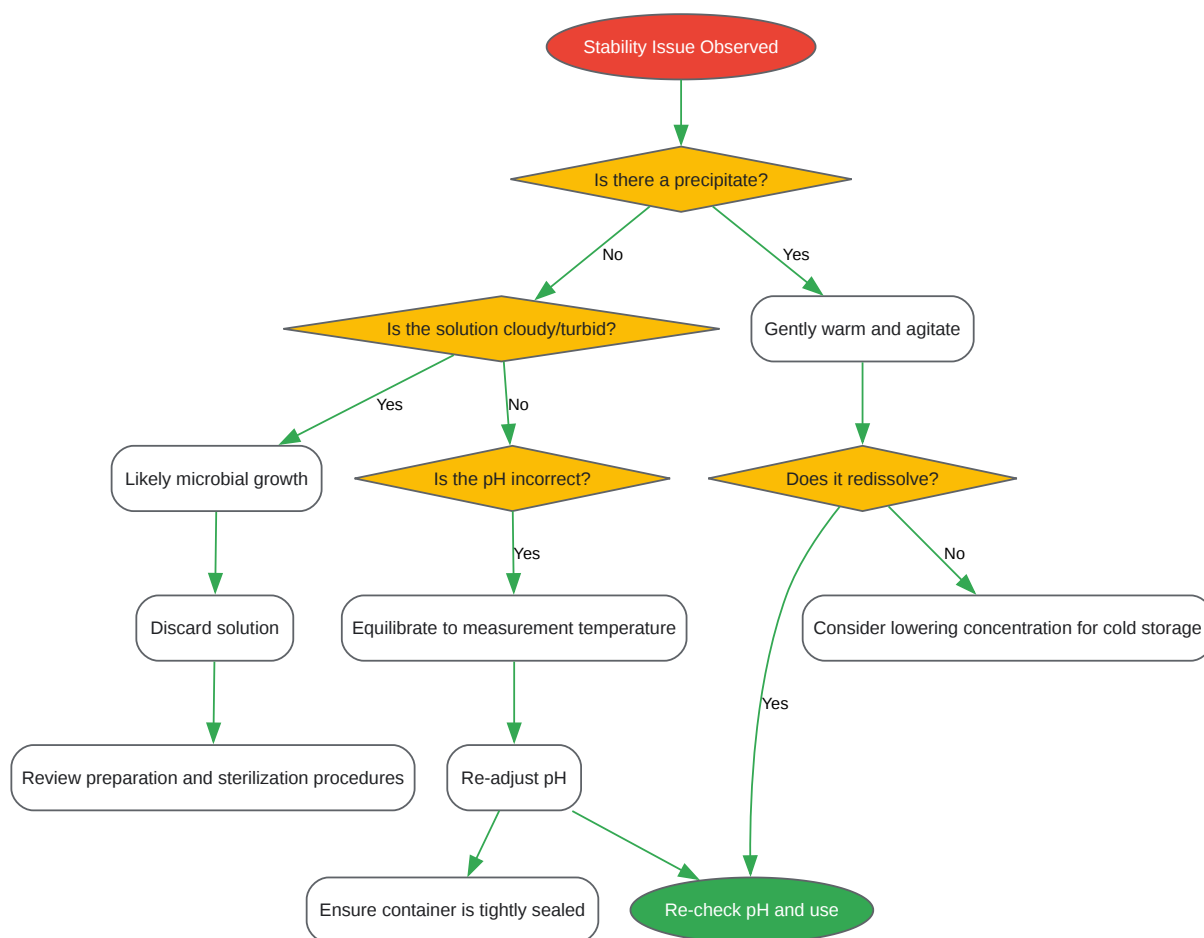 Stability Issue Observed
Is there a precipitate?
No
Yes
Is the solution cloudy/turbid?
Gently warm and agitate
Yes
No
Likely microbial growth
Is the pH incorrect?
Does it redissolve?
Yes
No
Discard solution
Equilibrate to measurement temperature
Consider lowering concentration for cold storage
Yes
Review preparation and sterilization procedures
Re-adjust pH
Ensure container is tightly sealed
Re-check pH and use